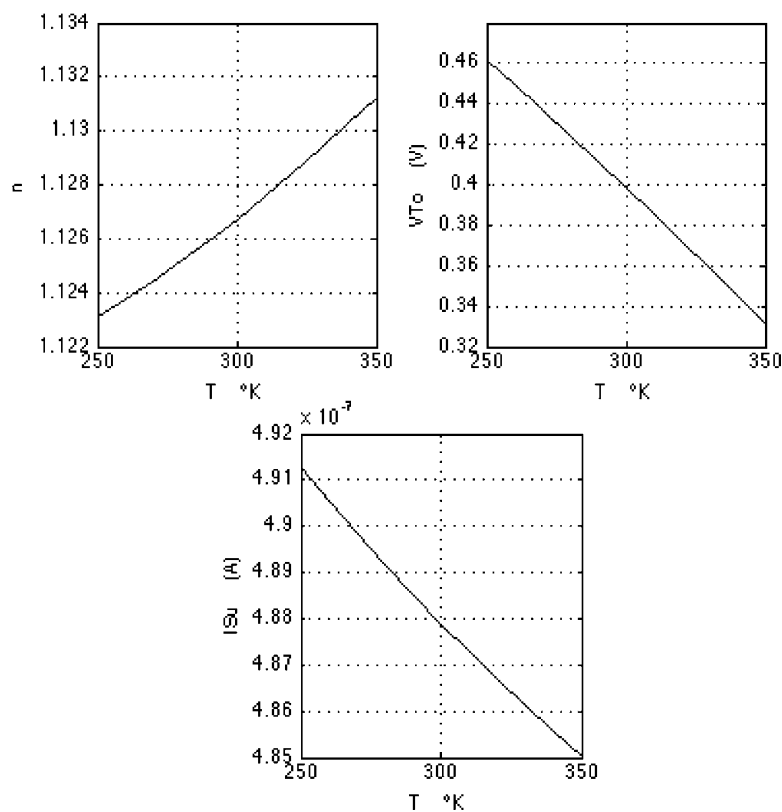 1.134
1.132
1.13
1.128
1.126
1.124
1.122
n
250 300 350
T °K
0.46
0.44
0.42
0.4
0.38
0.36
0.34
0.32
VTo (V)
250 300 350
T °K
× 10⁻⁷
4.92
4.91
4.9
4.89
4.88
4.87
4.86
4.85
ISu (A)
250 300 350
T °K